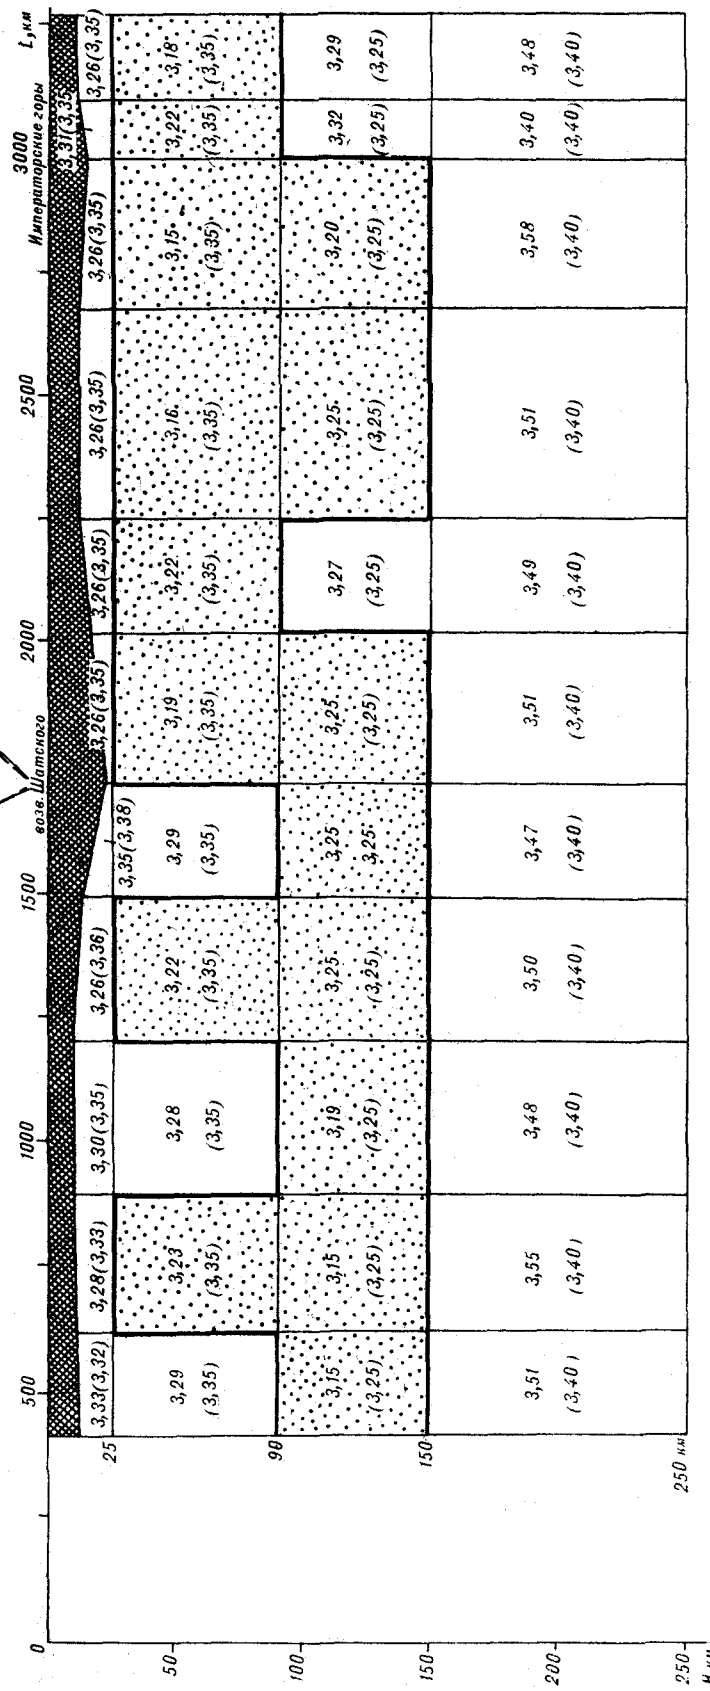 0 500 1000 1500 2000 2500 3000 L, км
возв. Шатского Императорские горы
3,33(3,32) 3,28(3,33) 3,30(3,35) 3,26(3,36) 3,35(3,38) 3,26(3,35) 3,26(3,35) 3,26(3,35) 3,26(3,35) 3,31(3,35) 3,26(3,35)
25
3,29 3,23 3,28 3,22 3,29 3,19 3,22 3,16 3,15 3,22 3,18
(3,35) (3,35) (3,35) (3,35) (3,35) (3,35) (3,35) (3,35) (3,35) (3,35) (3,35)
90
3,15 3,15 3,19 3,25 3,25 3,25 3,27 3,25 3,20 3,32 3,29
(3,25) (3,25) (3,25) (3,25) 3,25 (3,25) (3,25) (3,25) (3,25) (3,25) (3,25)
150
3,51 3,55 3,48 3,50 3,47 3,51 3,49 3,51 3,58 3,40 3,48
(3,40) (3,40) (3,40) (3,40) (3,40) (3,40) (3,40) (3,40) (3,40) (3,40) (3,40)
250 км
50
100
150
200
250